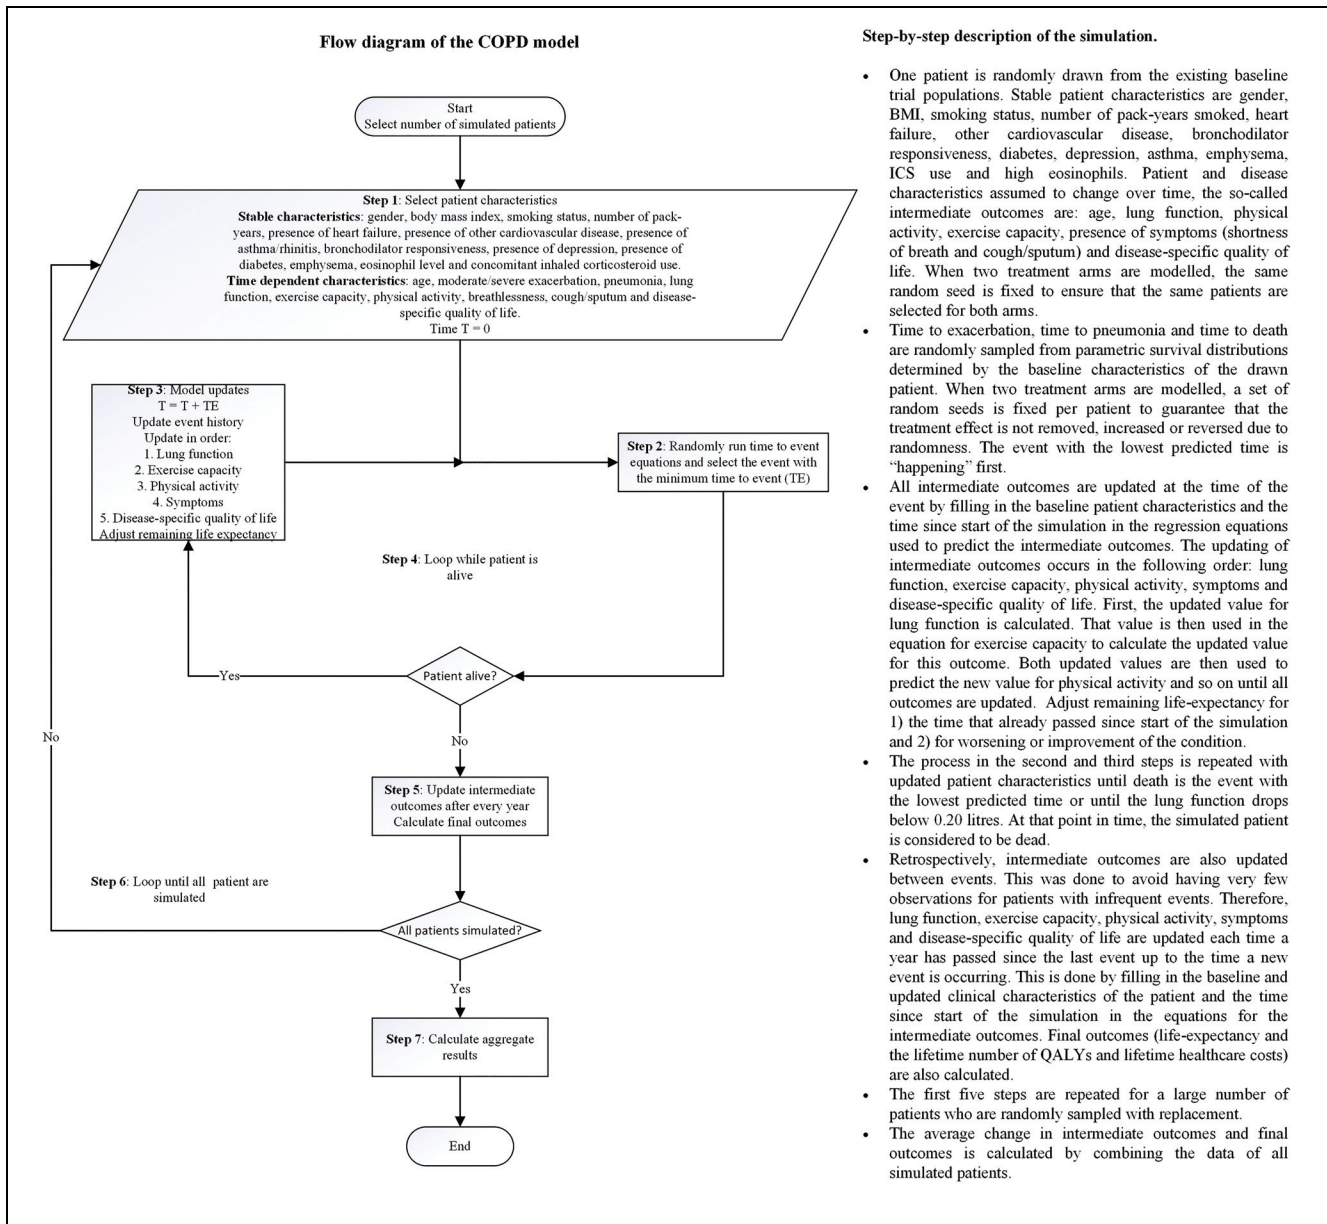 Flow diagram of the COPD model
Start
Select number of simulated patients
Step 1: Select patient characteristics
Stable characteristics: gender, body mass index, smoking status, number of pack-
years, presence of heart failure, presence of other cardiovascular disease, presence of
asthma/rhinitis, bronchodilator responsiveness, presence of depression, presence of
diabetes, emphysema, eosinophil level and concomitant inhaled corticosteroid use.
Time dependent characteristics: age, moderate/severe exacerbation, pneumonia, lung
function, exercise capacity, physical activity, breathlessness, cough/sputum and disease-
specific quality of life.
Time T = 0
Step 3: Model updates
T = T + TE
Update event history
Update in order:
1. Lung function
2. Exercise capacity
3. Physical activity
4. Symptoms
5. Disease-specific quality of life
Adjust remaining life expectancy
Step 2: Randomly run time to event
equations and select the event with
the minimum time to event (TE)
Step 4: Loop while patient is
alive
Patient alive?
Yes
No
No
Step 5: Update intermediate
outcomes after every year
Calculate final outcomes
Step 6: Loop until all patient are
simulated
All patients simulated?
Yes
Step 7: Calculate aggregate
results
End
Step-by-step description of the simulation.
• One patient is randomly drawn from the existing baseline
trial populations. Stable patient characteristics are gender,
BMI, smoking status, number of pack-years smoked, heart
failure, other cardiovascular disease, bronchodilator
responsiveness, diabetes, depression, asthma, emphysema,
ICS use and high eosinophils. Patient and disease
characteristics assumed to change over time, the so-called
intermediate outcomes are: age, lung function, physical
activity, exercise capacity, presence of symptoms (shortness
of breath and cough/sputum) and disease-specific quality of
life. When two treatment arms are modelled, the same
random seed is fixed to ensure that the same patients are
selected for both arms.
• Time to exacerbation, time to pneumonia and time to death
are randomly sampled from parametric survival distributions
determined by the baseline characteristics of the drawn
patient. When two treatment arms are modelled, a set of
random seeds is fixed per patient to guarantee that the
treatment effect is not removed, increased or reversed due to
randomness. The event with the lowest predicted time is
“happening” first.
• All intermediate outcomes are updated at the time of the
event by filling in the baseline patient characteristics and the
time since start of the simulation in the regression equations
used to predict the intermediate outcomes. The updating of
intermediate outcomes occurs in the following order: lung
function, exercise capacity, physical activity, symptoms and
disease-specific quality of life. First, the updated value for
lung function is calculated. That value is then used in the
equation for exercise capacity to calculate the updated value
for this outcome. Both updated values are then used to
predict the new value for physical activity and so on until all
outcomes are updated. Adjust remaining life-expectancy for
1) the time that already passed since start of the simulation
and 2) for worsening or improvement of the condition.
• The process in the second and third steps is repeated with
updated patient characteristics until death is the event with
the lowest predicted time or until the lung function drops
below 0.20 litres. At that point in time, the simulated patient
is considered to be dead.
• Retrospectively, intermediate outcomes are also updated
between events. This was done to avoid having very few
observations for patients with infrequent events. Therefore,
lung function, exercise capacity, physical activity, symptoms
and disease-specific quality of life are updated each time a
year has passed since the last event up to the time a new
event is occurring. This is done by filling in the baseline and
updated clinical characteristics of the patient and the time
since start of the simulation in the equations for the
intermediate outcomes. Final outcomes (life-expectancy and
the lifetime number of QALYs and lifetime healthcare costs)
are also calculated.
• The first five steps are repeated for a large number of
patients who are randomly sampled with replacement.
• The average change in intermediate outcomes and final
outcomes is calculated by combining the data of all
simulated patients.